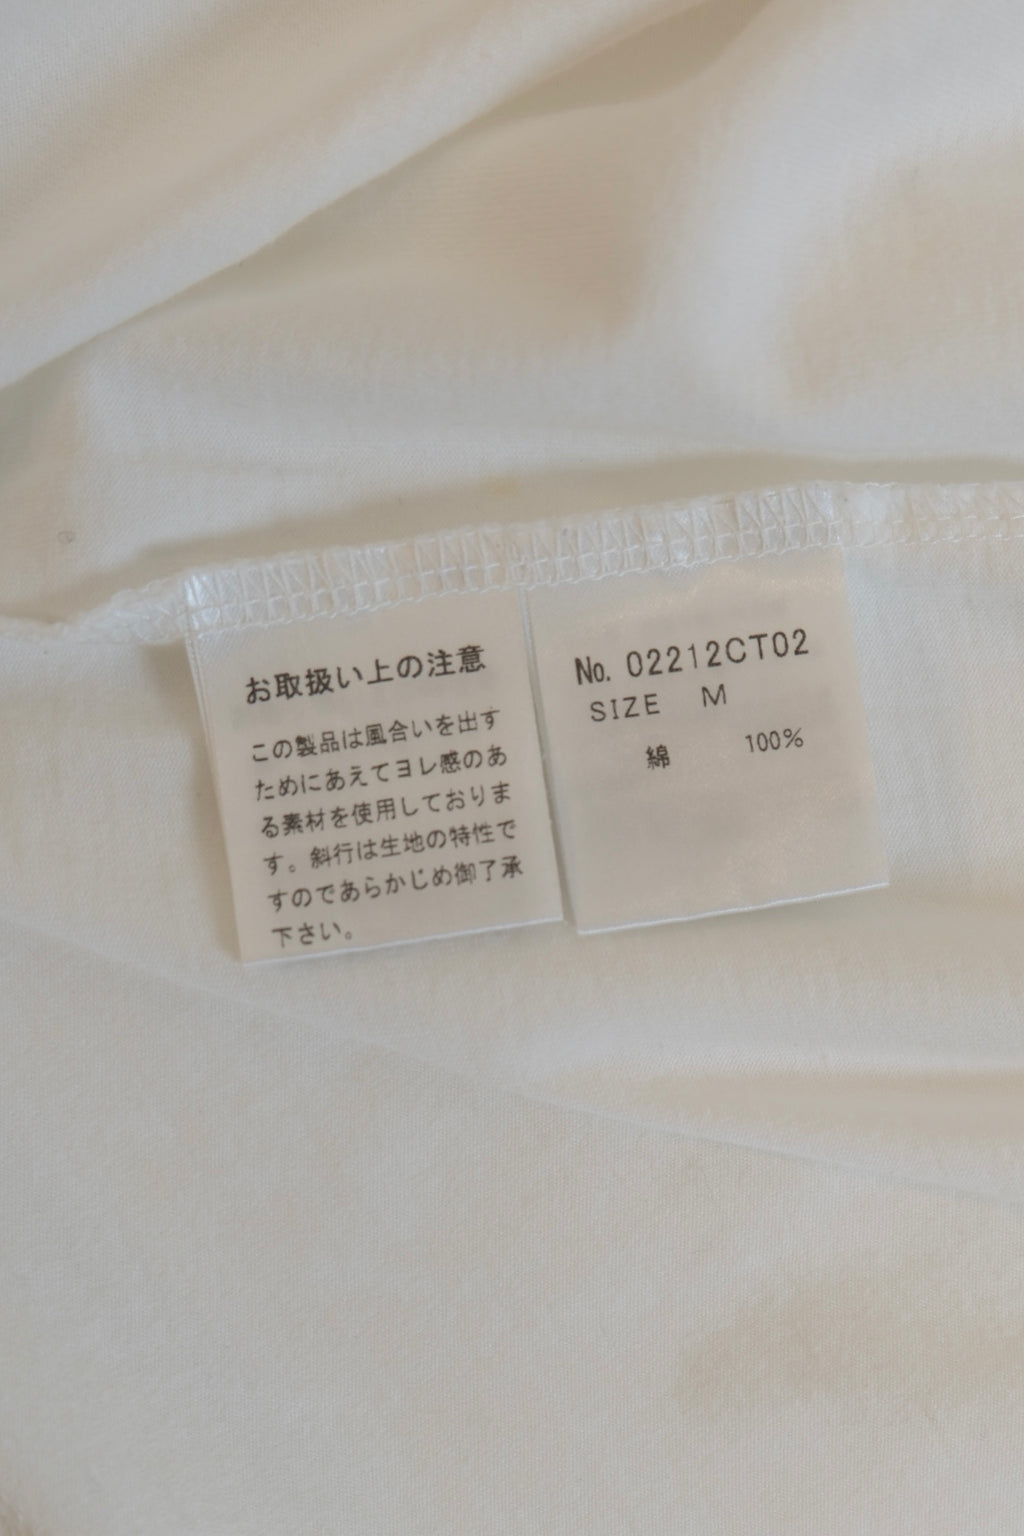 お取扱い上の注意
この製品は風合いを出す
ためにあえてヨレ感のあ
る素材を使用しておりま
す。斜行は生地の特性で
すのであらかじめ御了承
下さい。
No. 02212CT02
SIZE M
綿 100%